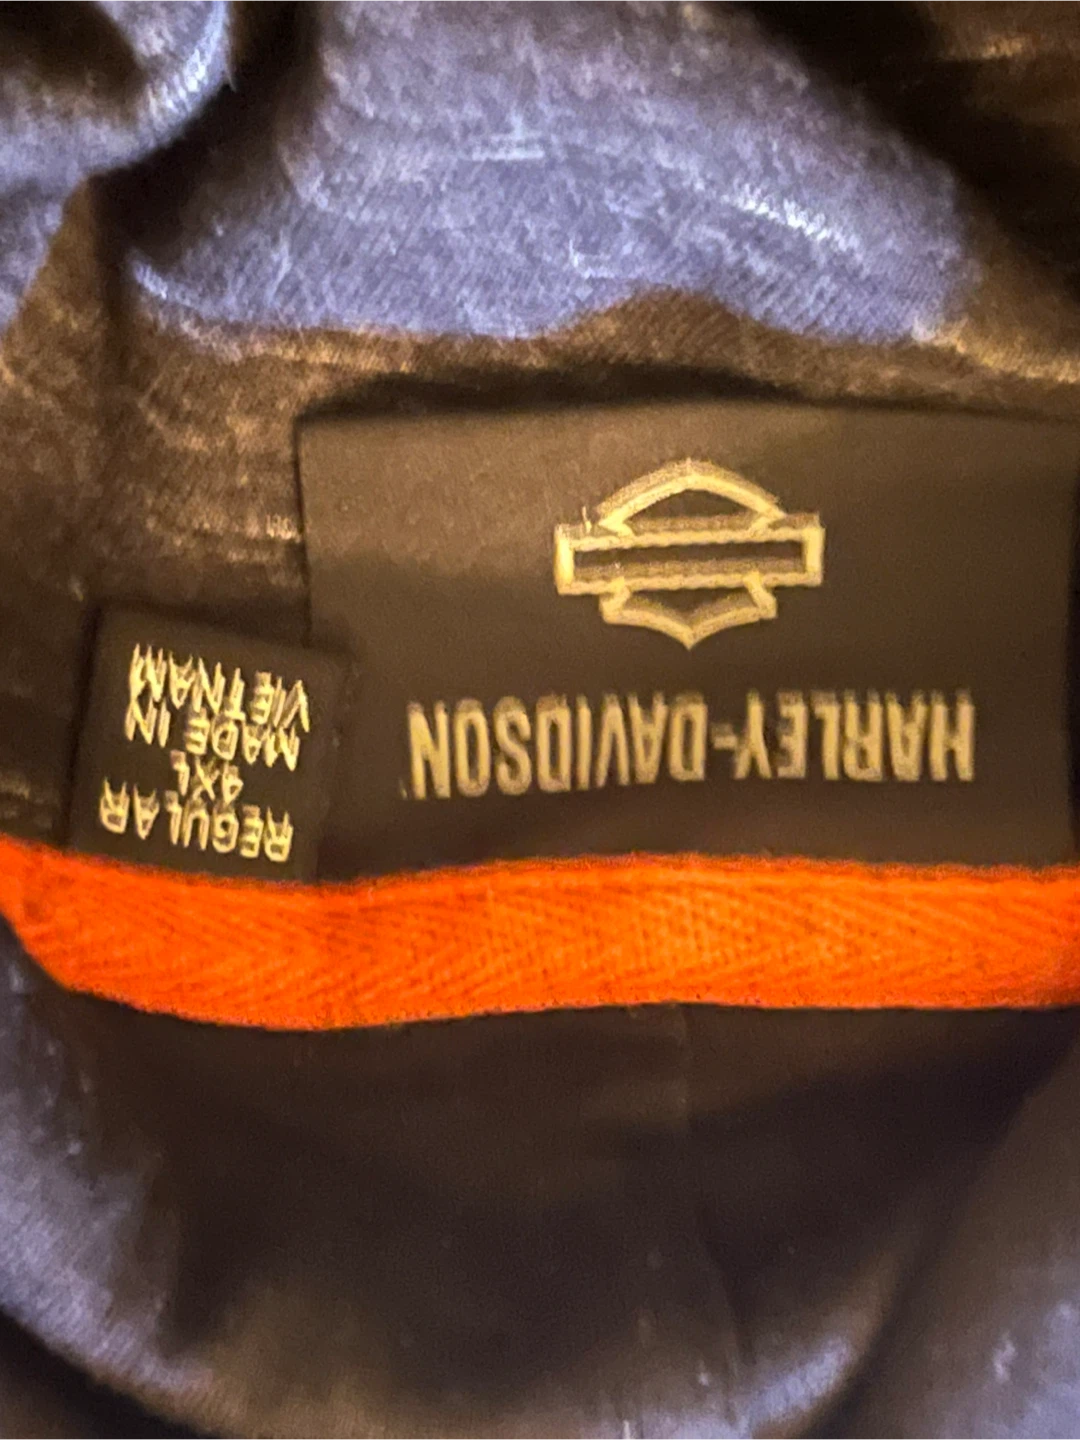 HARLEY-DAVIDSON
REGULAR
4XL
MADE IN
VIETNAM